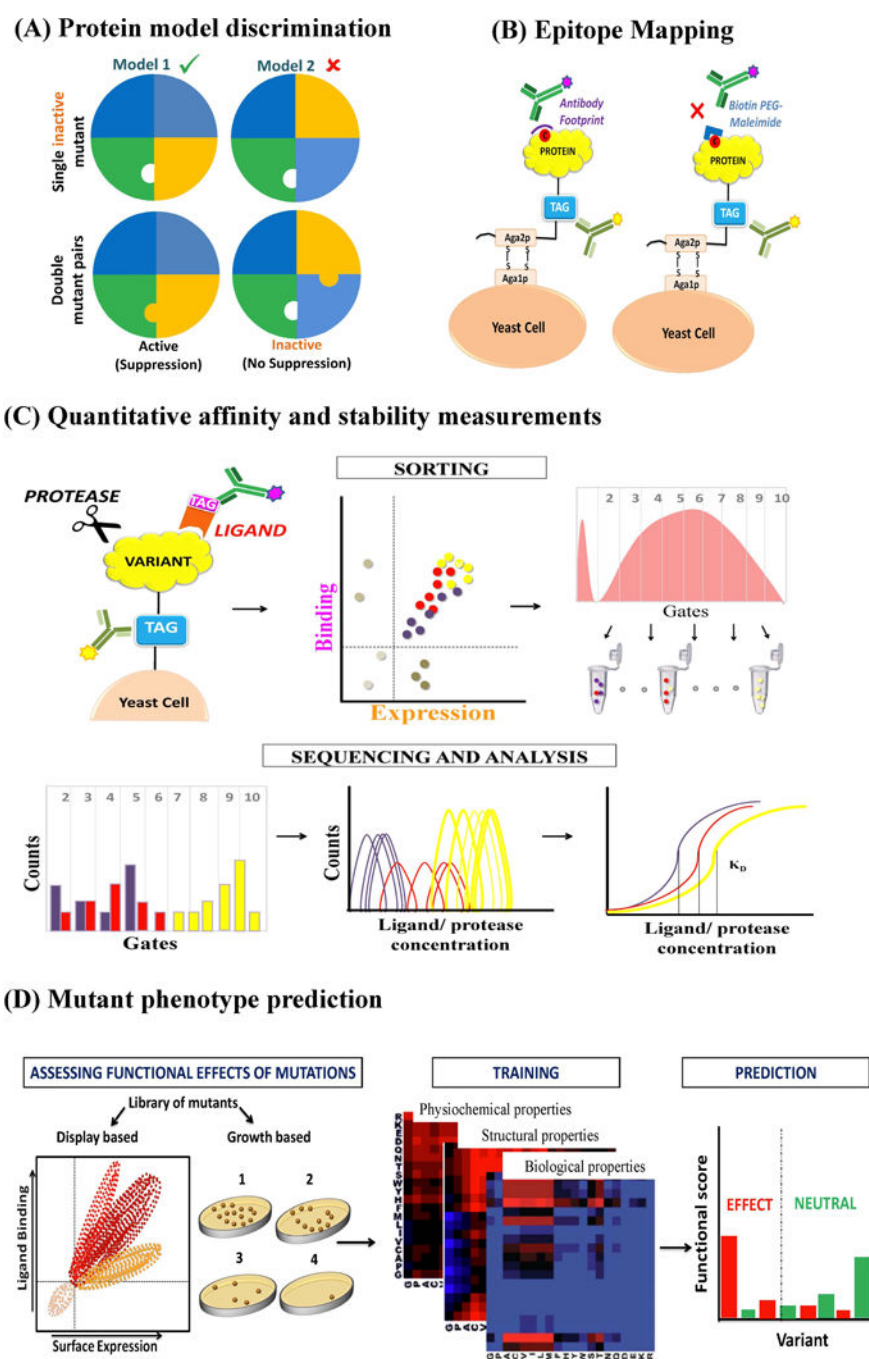 (A) Protein model discrimination
Model 1
Model 2
Single inactive mutant
Double mutant pairs
Active
(Suppression)
Inactive
(No Suppression)
(B) Epitope Mapping
Antibody
Footprint
C
PROTEIN
TAG
Aga2p
S S
S S
Aga1p
Yeast Cell
Biotin PEG-
Maleimide
C
PROTEIN
TAG
Aga2p
S S
S S
Aga1p
Yeast Cell
(C) Quantitative affinity and stability measurements
PROTEASE
TAG
LIGAND
VARIANT
TAG
Yeast Cell
SORTING
Binding
Expression
2 3 4 5 6 7 8 9 10
Gates
SEQUENCING AND ANALYSIS
2 3 4 5 6 7 8 9 10
Counts
Gates
Counts
Ligand/ protease
concentration
KD
Ligand/ protease
concentration
(D) Mutant phenotype prediction
ASSESSING FUNCTIONAL EFFECTS OF MUTATIONS
Library of mutants
Display based
Growth based
Ligand Binding
Surface Expression
1 2
3 4
TRAINING
Physiochemical properties
Structural properties
Biological properties
R
K
E
D
Q
N
T
S
W
Y
H
F
M
L
I
V
C
A
P
G
G P A C
G P A C V
G P A C V I L M F H Y W S T N Q D E K R
PREDICTION
Functional score
EFFECT
NEUTRAL
Variant